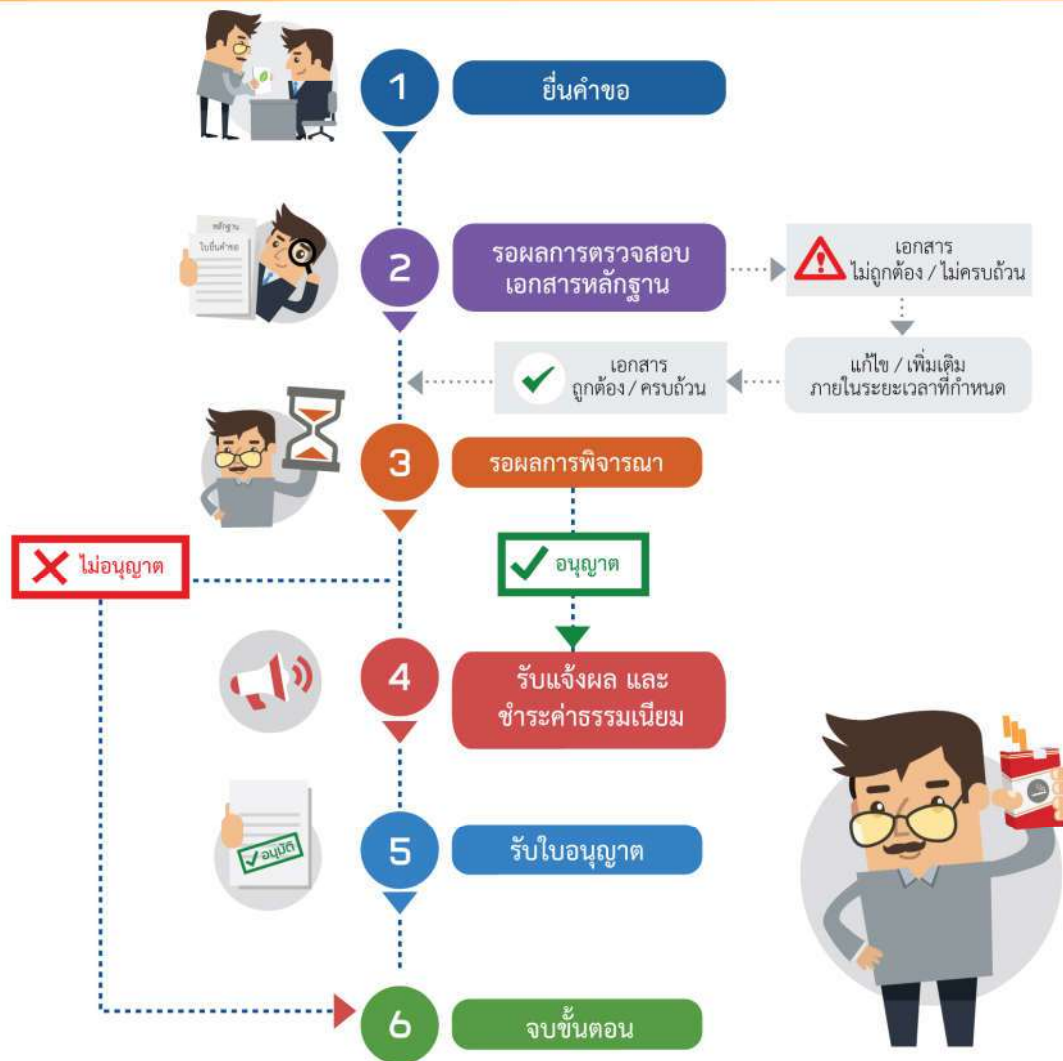 1
ยื่นคำขอ
หลักฐาน
ใบยื่นคำขอ
2
รอผลการตรวจสอบ
เอกสารหลักฐาน
เอกสาร
ไม่ถูกต้อง / ไม่ครบถ้วน
แก้ไข / เพิ่มเติม
ภายในระยะเวลาที่กำหนด
เอกสาร
ถูกต้อง / ครบถ้วน
3
รอผลการพิจารณา
ไม่อนุญาต
อนุญาต
4
รับแจ้งผล และ
ชำระค่าธรรมเนียม
อนุมัติ
5
รับใบอนุญาต
6
จบขั้นตอน